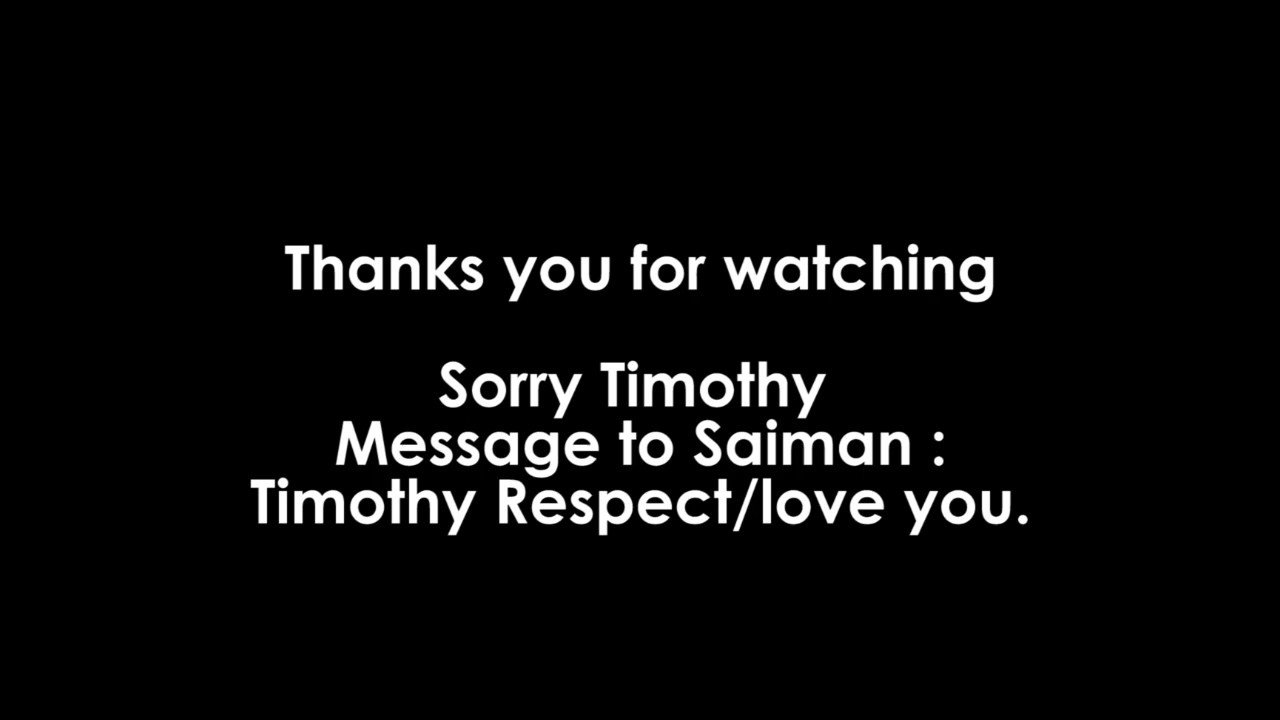 Thanks you for watching
Sorry Timothy
Message to Saiman :
Timothy Respect/love you.